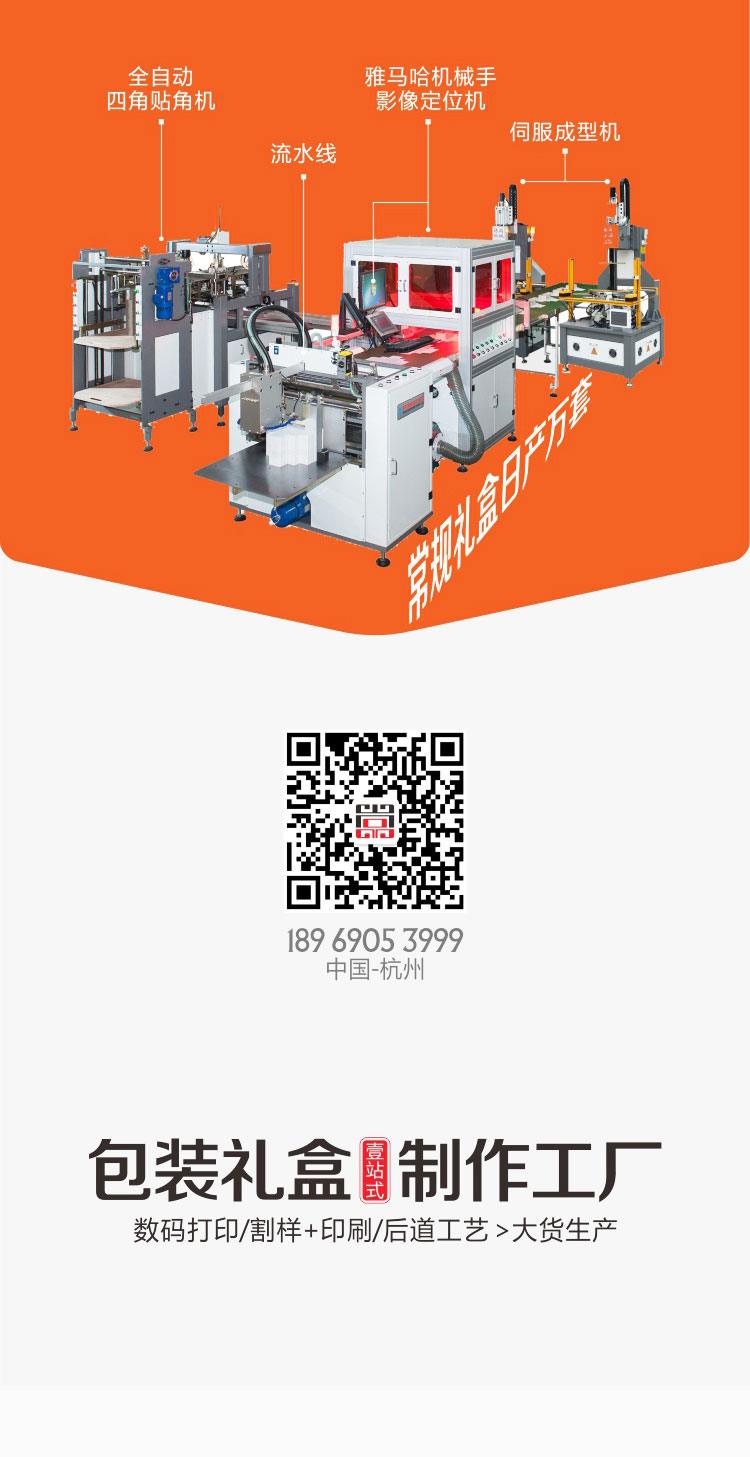 全自动
四角贴角机
流水线
雅马哈机械手
影像定位机
伺服成型机
常规礼盒日产万套
189 6905 3999
中国-杭州
包装礼盒壹站式制作工厂
数码打印/割样+印刷/后道工艺>大货生产